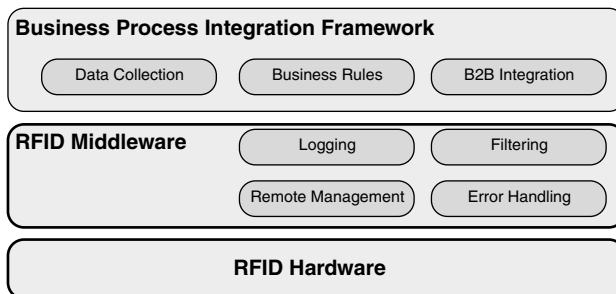 Business Process Integration Framework
Data Collection
Business Rules
B2B Integration
RFID Middleware
Logging
Filtering
Remote Management
Error Handling
RFID Hardware